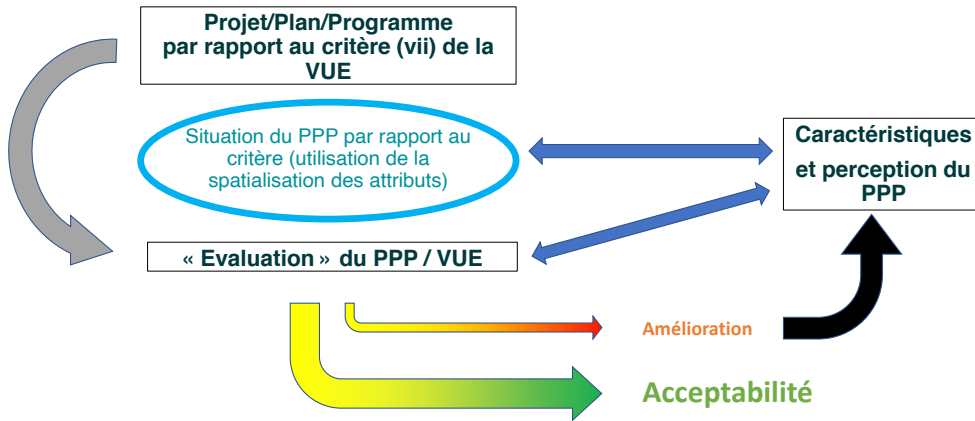 Projet/Plan/Programme
par rapport au critère (vii) de la
VUE
Situation du PPP par rapport au
critère (utilisation de la
spatialisation des attributs)
Caractéristiques
et perception du
PPP
« Evaluation » du PPP / VUE
Amélioration
Acceptabilité